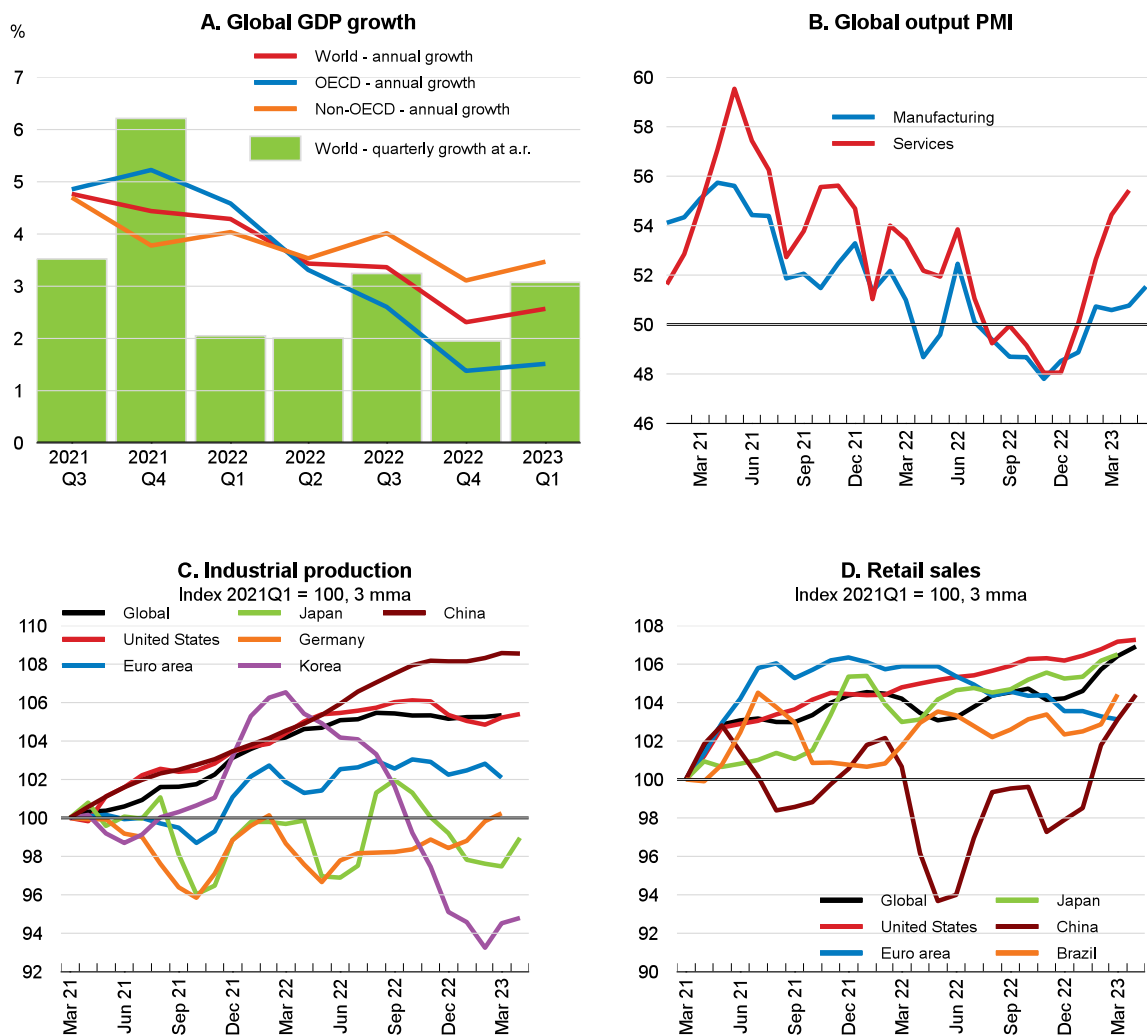 A. Global GDP growth
%
World - annual growth
OECD - annual growth
Non-OECD - annual growth
World - quarterly growth at a.r.
7
6
5
4
3
2
1
0
2021 2021 2022 2022 2022 2022 2023
Q3 Q4 Q1 Q2 Q3 Q4 Q1
B. Global output PMI
Manufacturing
Services
60
58
56
54
52
50
48
46
Mar 21
Jun 21
Sep 21
Dec 21
Mar 22
Jun 22
Sep 22
Dec 22
Mar 23
C. Industrial production
Index 2021Q1 = 100, 3 mma
Global Japan China
United States Germany
Euro area Korea
110
108
106
104
102
100
98
96
94
92
Mar 21
Jun 21
Sep 21
Dec 21
Mar 22
Jun 22
Sep 22
Dec 22
Mar 23
D. Retail sales
Index 2021Q1 = 100, 3 mma
108
106
104
102
100
98
96
94
92
90
Global Japan
United States China
Euro area Brazil
Mar 21
Jun 21
Sep 21
Dec 21
Mar 22
Jun 22
Sep 22
Dec 22
Mar 23